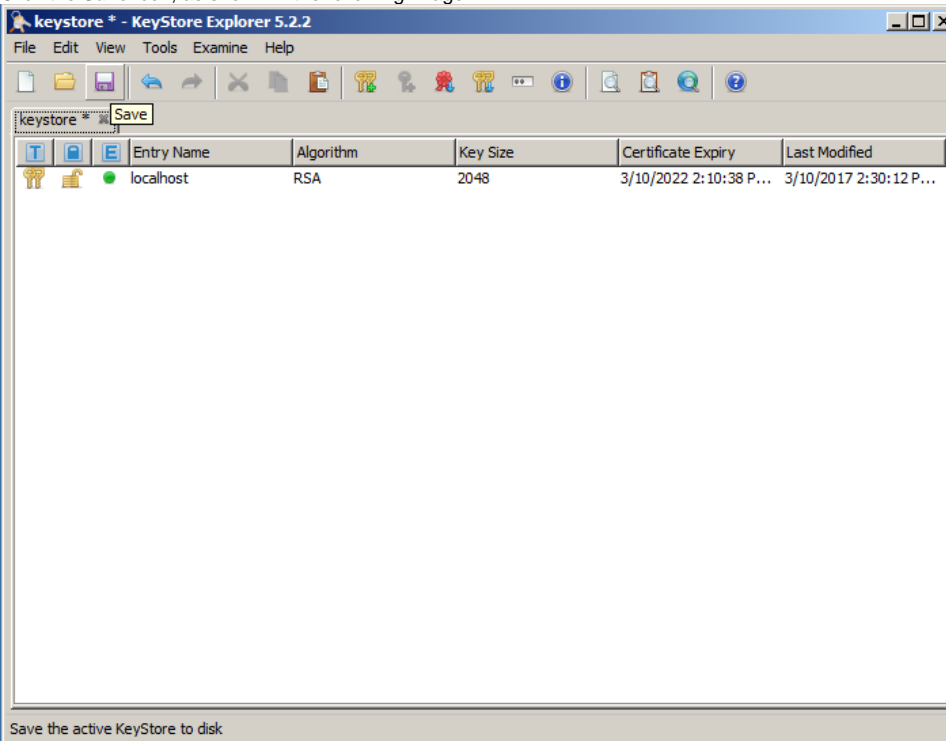 keystore * - KeyStore Explorer 5.2.2
File Edit View Tools Examine Help
keystore *
Save
T E Entry Name Algorithm Key Size Certificate Expiry Last Modified
localhost RSA 2048 3/10/2022 2:10:38 P... 3/10/2017 2:30:12 P...
Save the active KeyStore to disk